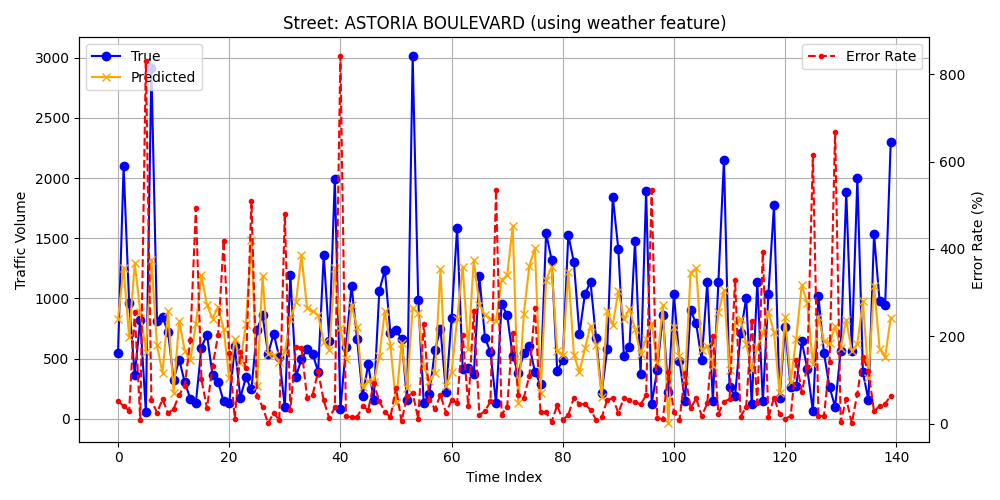 Street: ASTORIA BOULEVARD (using weather feature)
True
Predicted
Error Rate
Traffic Volume
3000
2500
2000
1500
1000
500
0
800
600
400
200
0
Error Rate (%)
0 20 40 60 80 100 120 140
Time Index